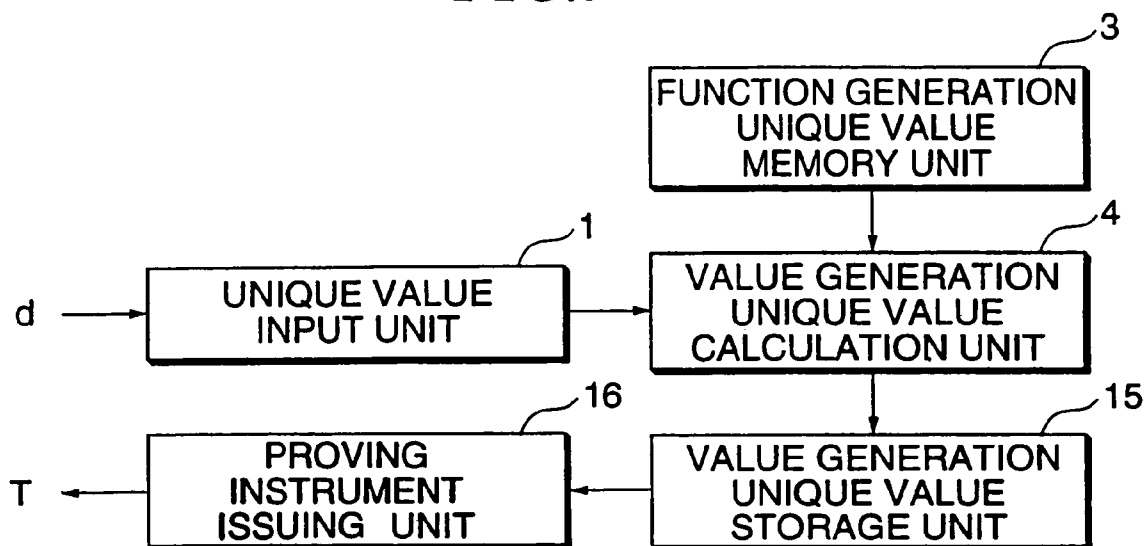 3
FUNCTION GENERATION
UNIQUE VALUE
MEMORY UNIT
1
4
d
UNIQUE VALUE
INPUT UNIT
VALUE GENERATION
UNIQUE VALUE
CALCULATION UNIT
16
15
T
PROVING
INSTRUMENT
ISSUING UNIT
VALUE GENERATION
UNIQUE VALUE
STORAGE UNIT